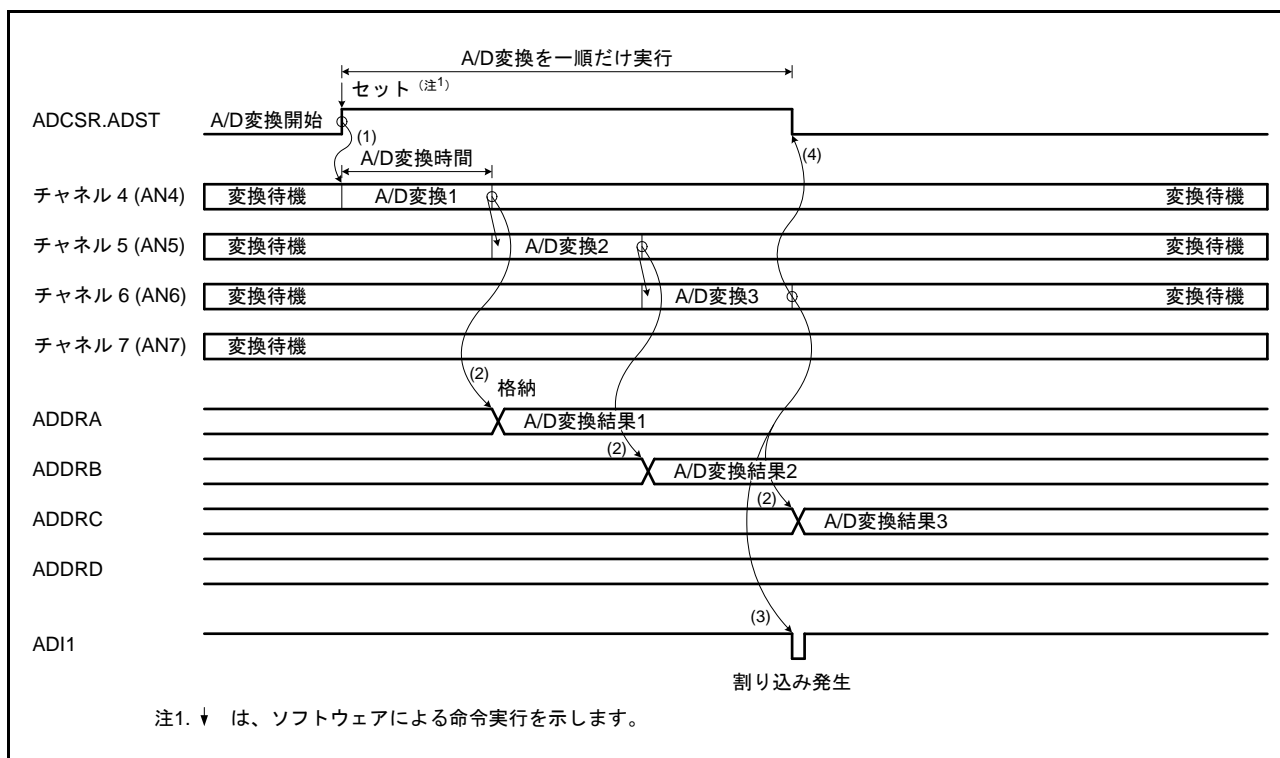 A/D変換を一順だけ実行
セット（注1）
ADCSR.ADST A/D変換開始 (1) (4)
A/D変換時間
チャネル 4 (AN4) 変換待機 A/D変換1 変換待機
チャネル 5 (AN5) 変換待機 A/D変換2
チャネル 6 (AN6) 変換待機 A/D変換3 変換待機
チャネル 7 (AN7) 変換待機
(2) 格納
ADDRA A/D変換結果1
ADDRB (2) A/D変換結果2
ADDRC (2) A/D変換結果3
ADDRD
ADI1 (3)
割り込み発生
注1. は、ソフトウェアによる命令実行を示します。